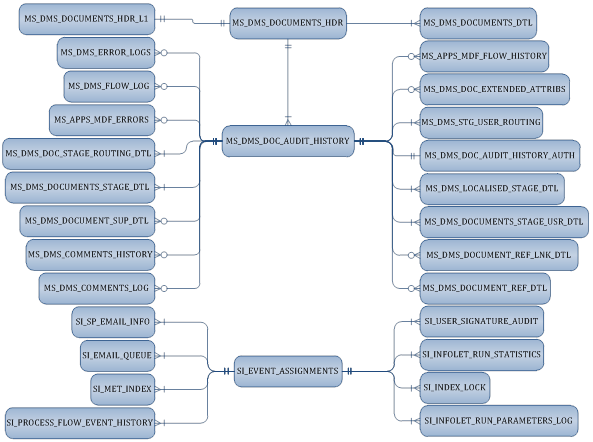 MS_DMS_DOCUMENTS_HDR_L1
MS_DMS_DOCUMENTS_HDR
MS_DMS_DOCUMENTS_DTL
MS_DMS_ERROR_LOGS
MS_APPS_MDF_FLOW_HISTORY
MS_DMS_FLOW_LOG
MS_DMS_DOC_EXTENDED_ATTRIBS
MS_APPS_MDF_ERRORS
MS_DMS_STG_USER_ROUTING
MS_DMS_DOC_AUDIT_HISTORY
MS_DMS_DOC_STAGE_ROUTING_DTL
MS_DMS_DOC_AUDIT_HISTORY_AUTH
MS_DMS_DOCUMENTS_STAGE_DTL
MS_DMS_LOCALISED_STAGE_DTL
MS_DMS_DOCUMENT_SUP_DTL
MS_DMS_DOCUMENTS_STAGE_USR_DTL
MS_DMS_COMMENTS_HISTORY
MS_DMS_DOCUMENT_REF_LNK_DTL
MS_DMS_COMMENTS_LOG
MS_DMS_DOCUMENT_REF_DTL
SI_SP_EMAIL_INFO
SI_USER_SIGNATURE_AUDIT
SI_EMAIL_QUEUE
SI_INFOLET_RUN_STATISTICS
SI_EVENT_ASSIGNMENTS
SI_MET_INDEX
SI_INDEX_LOCK
SI_PROCESS_FLOW_EVENT_HISTORY
SI_INFOLET_RUN_PARAMETERS_LOG